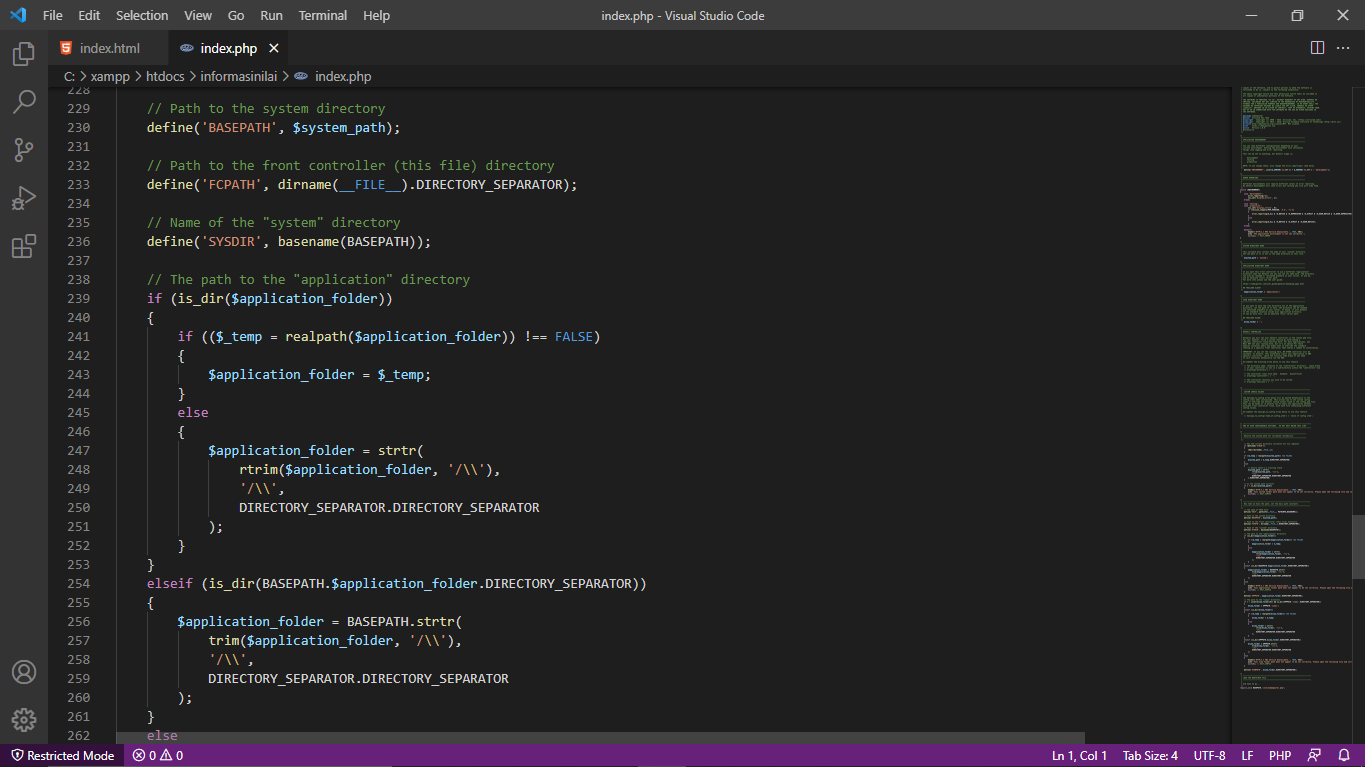 File Edit Selection View Go Run Terminal Help index.php - Visual Studio Code
index.html index.php
C: > xampp > htdocs > informasinilai > index.php
228
229 // Path to the system directory
230 define('BASEPATH', $system_path);
231
232 // Path to the front controller (this file) directory
233 define('FCPATH', dirname(__FILE__).DIRECTORY_SEPARATOR);
234
235 // Name of the "system" directory
236 define('SYSDIR', basename(BASEPATH));
237
238 // The path to the "application" directory
239 if (is_dir($application_folder))
240 {
241 if (($_temp = realpath($application_folder)) !== FALSE)
242 {
243 $application_folder = $_temp;
244 }
245 else
246 {
247 $application_folder = strtr(
248 rtrim($application_folder, '/\\'),
249 '/\\',
250 DIRECTORY_SEPARATOR.DIRECTORY_SEPARATOR
251 );
252 }
253 }
254 elseif (is_dir(BASEPATH.$application_folder.DIRECTORY_SEPARATOR))
255 {
256 $application_folder = BASEPATH.strtr(
257 trim($application_folder, '/\\'),
258 '/\\',
259 DIRECTORY_SEPARATOR.DIRECTORY_SEPARATOR
260 );
261 }
262 else
Restricted Mode 0 0 Ln 1, Col 1 Tab Size: 4 UTF-8 LF PHP